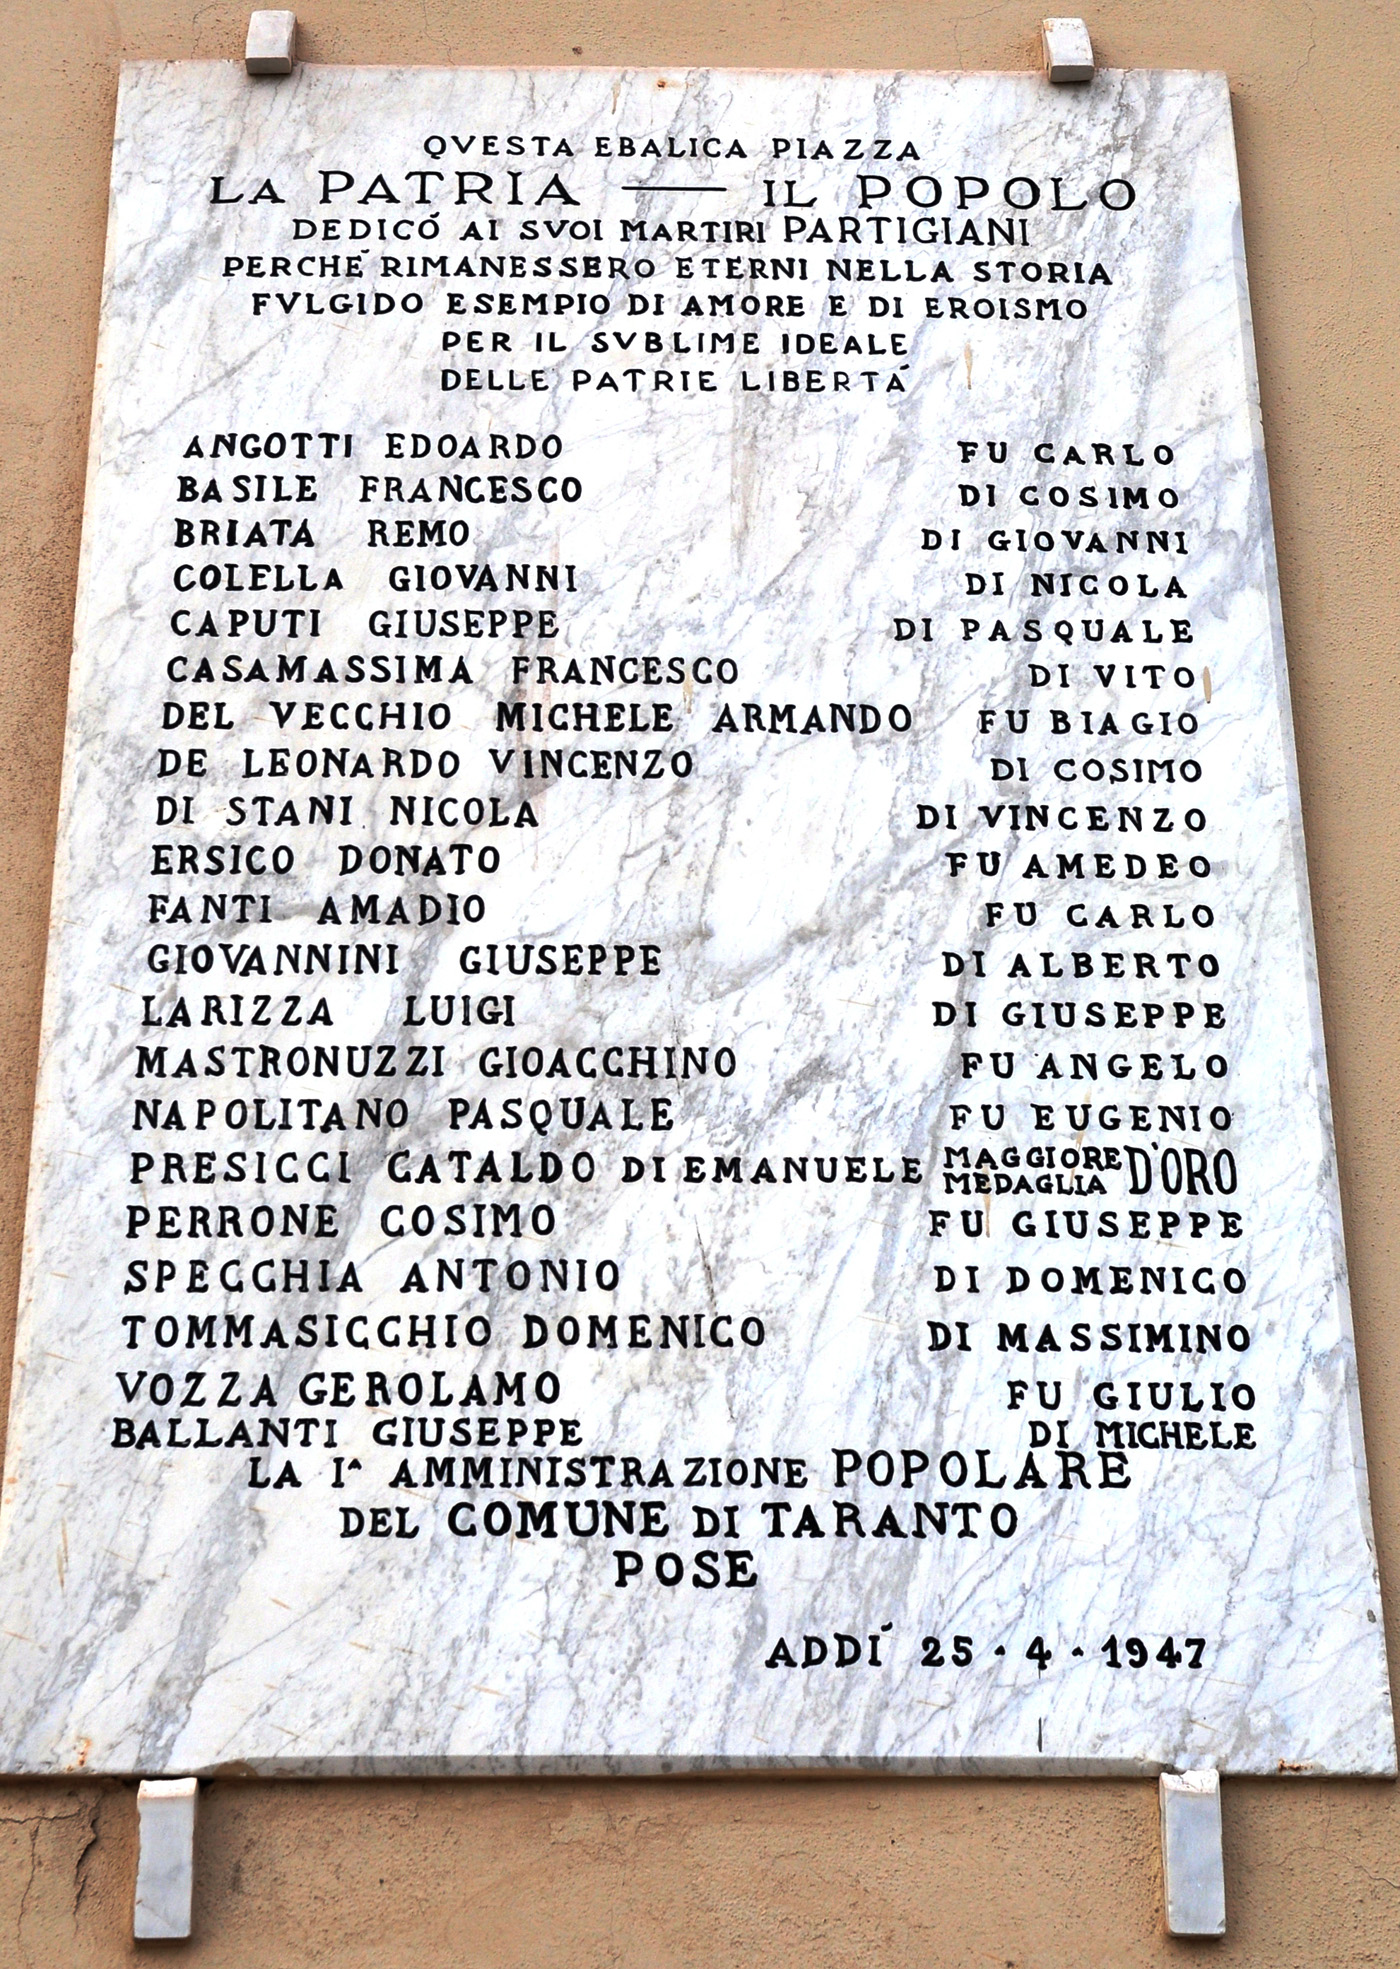 QVESTA EBALICA PIAZZA
LA PATRIA — IL POPOLO
DEDICÓ AI SVOI MARTIRI PARTIGIANI
PERCHÉ RIMANESSERO ETERNI NELLA STORIA
FVLGIDO ESEMPIO DI AMORE E DI EROISMO
PER IL SVBLIME IDEALE
DELLE PATRIE LIBERTÁ
ANGOTTI EDOARDO FU CARLO
BASILE FRANCESCO DI COSIMO
BRIATA REMO DI GIOVANNI
COLELLA GIOVANNI DI NICOLA
CAPUTI GIUSEPPE DI PASQUALE
CASAMASSIMA FRANCESCO DI VITO
DEL VECCHIO MICHELE ARMANDO FU BIAGIO
DE LEONARDO VINCENZO DI COSIMO
DI STANI NICOLA DI VINCENZO
ERSICO DONATO FU AMEDEO
FANTI AMADIO FU CARLO
GIOVANNINI GIUSEPPE DI ALBERTO
LARIZZA LUIGI DI GIUSEPPE
MASTRONUZZI GIOACCHINO FU ANGELO
NAPOLITANO PASQUALE FU EUGENIO
PRESICCI CATALDO DI EMANUELE MAGGIORE MEDAGLIA D'ORO
PERRONE COSIMO FU GIUSEPPE
SPECCHIA ANTONIO DI DOMENICO
TOMMASICCHIO DOMENICO DI MASSIMINO
VOZZA GEROLAMO FU GIULIO
BALLANTI GIUSEPPE DI MICHELE
LA I^ AMMINISTRAZIONE POPOLARE
DEL COMUNE DI TARANTO
POSE
ADDÍ 25 · 4 · 1947